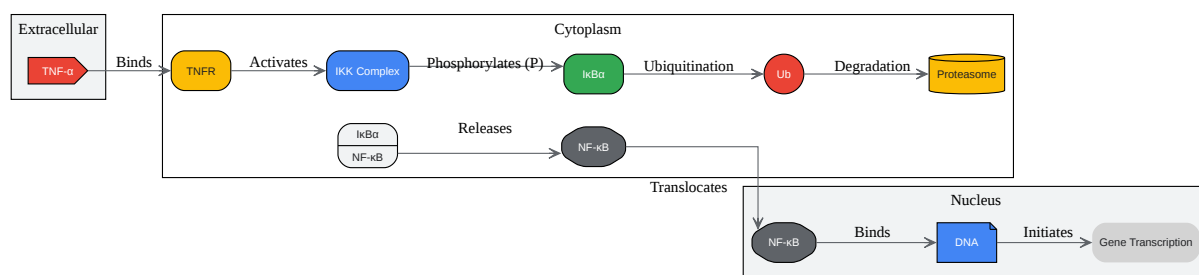 Extracellular
TNF-α
Binds
Cytoplasm
TNFR
Activates
IKK Complex
Phosphorylates (P)
IκBα
Ubiquitination
Ub
Degradation
Proteasome
IκBα
NF-κB
Releases
NF-κB
Translocates
Nucleus
NF-κB
Binds
DNA
Initiates
Gene Transcription